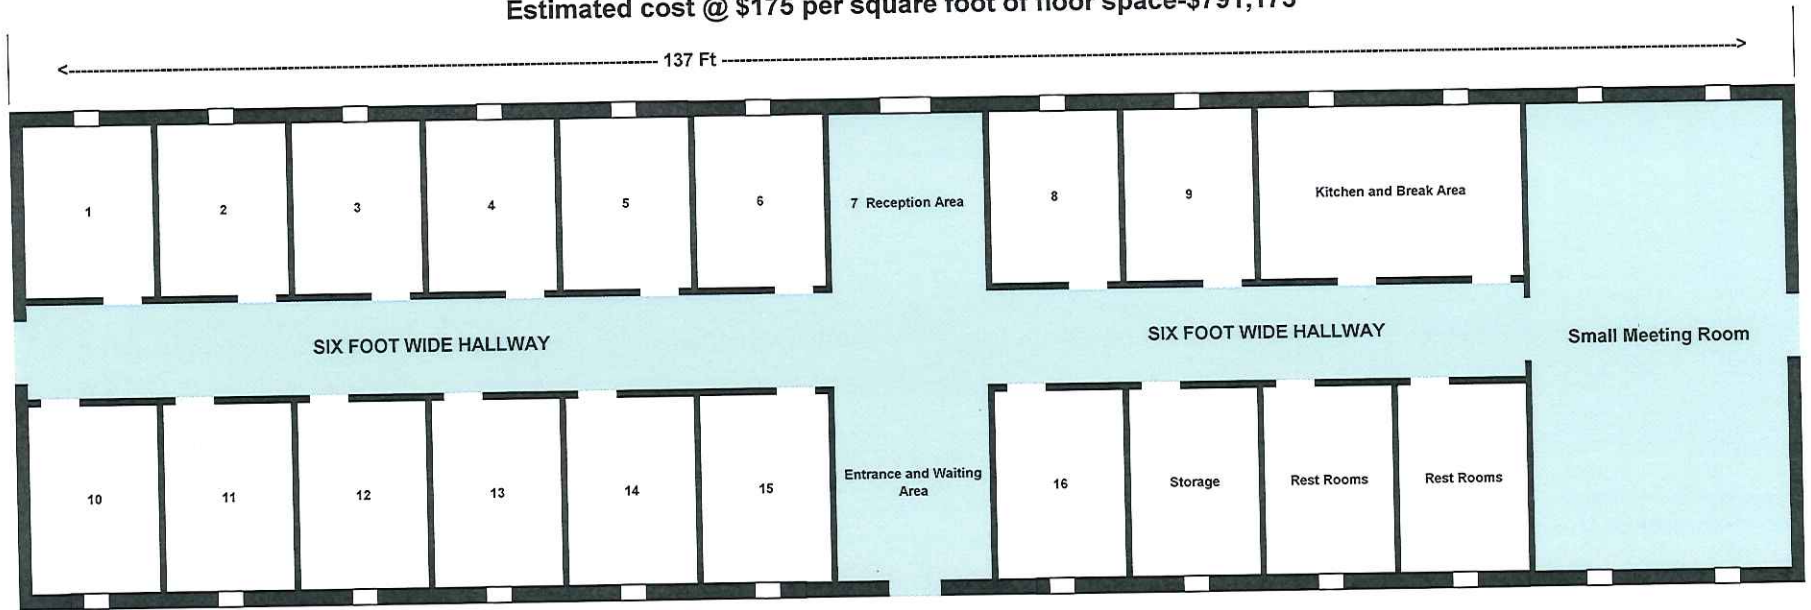 Estimated cost @ $175 per square foot of floor space-$791,175
<-------- 137 Ft -------->
1
2
3
4
5
6
7 Reception Area
8
9
Kitchen and Break Area
SIX FOOT WIDE HALLWAY
SIX FOOT WIDE HALLWAY
Small Meeting Room
10
11
12
13
14
15
Entrance and Waiting
Area
16
Storage
Rest Rooms
Rest Rooms